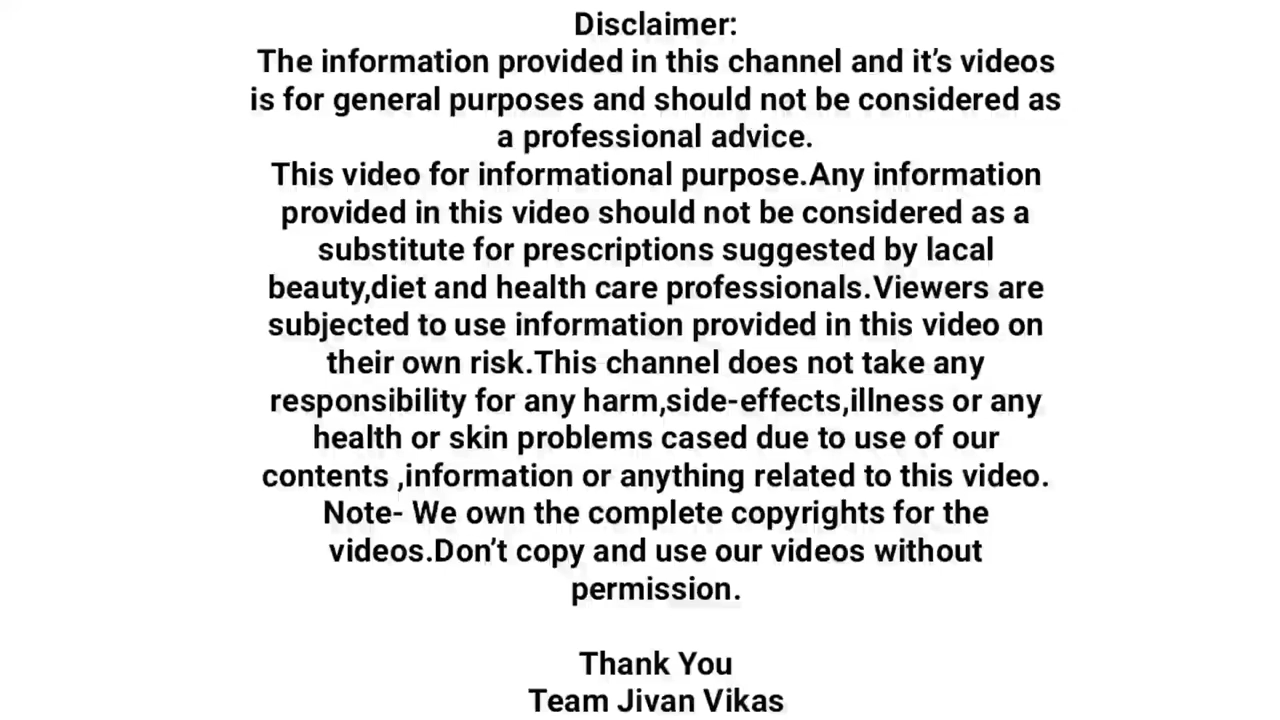 Disclaimer:
The information provided in this channel and it’s videos
is for general purposes and should not be considered as
a professional advice.
This video for informational purpose.Any information
provided in this video should not be considered as a
substitute for prescriptions suggested by lacal
beauty,diet and health care professionals.Viewers are
subjected to use information provided in this video on
their own risk.This channel does not take any
responsibility for any harm,side-effects,illness or any
health or skin problems cased due to use of our
contents ,information or anything related to this video.
Note- We own the complete copyrights for the
videos.Don’t copy and use our videos without
permission.
Thank You
Team Jivan Vikas